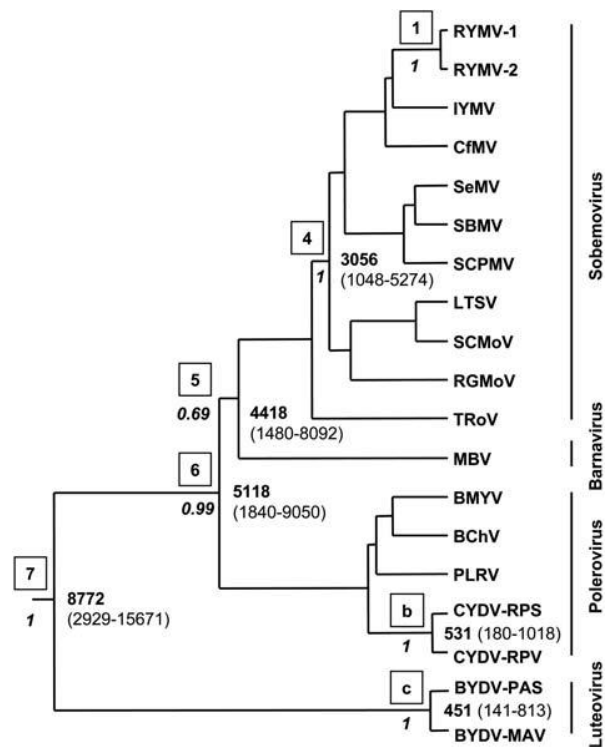 1
RYMV-1
1
RYMV-2
IYMV
CfMV
SeMV
SBMV
4
3056
SCPMV
1
(1048-5274)
LTSV
SCMoV
5
RGMoV
0.69
4418
TRoV
(1480-8092)
6
MBV
5118
0.99
(1840-9050)
BMYV
BChV
7
PLRV
8772
b
CYDV-RPS
1
(2929-15671)
531 (180-1018)
1
CYDV-RPV
c
BYDV-PAS
451 (141-813)
1
BYDV-MAV
Sobemovirus
Barnavirus
Polerovirus
Luteovirus